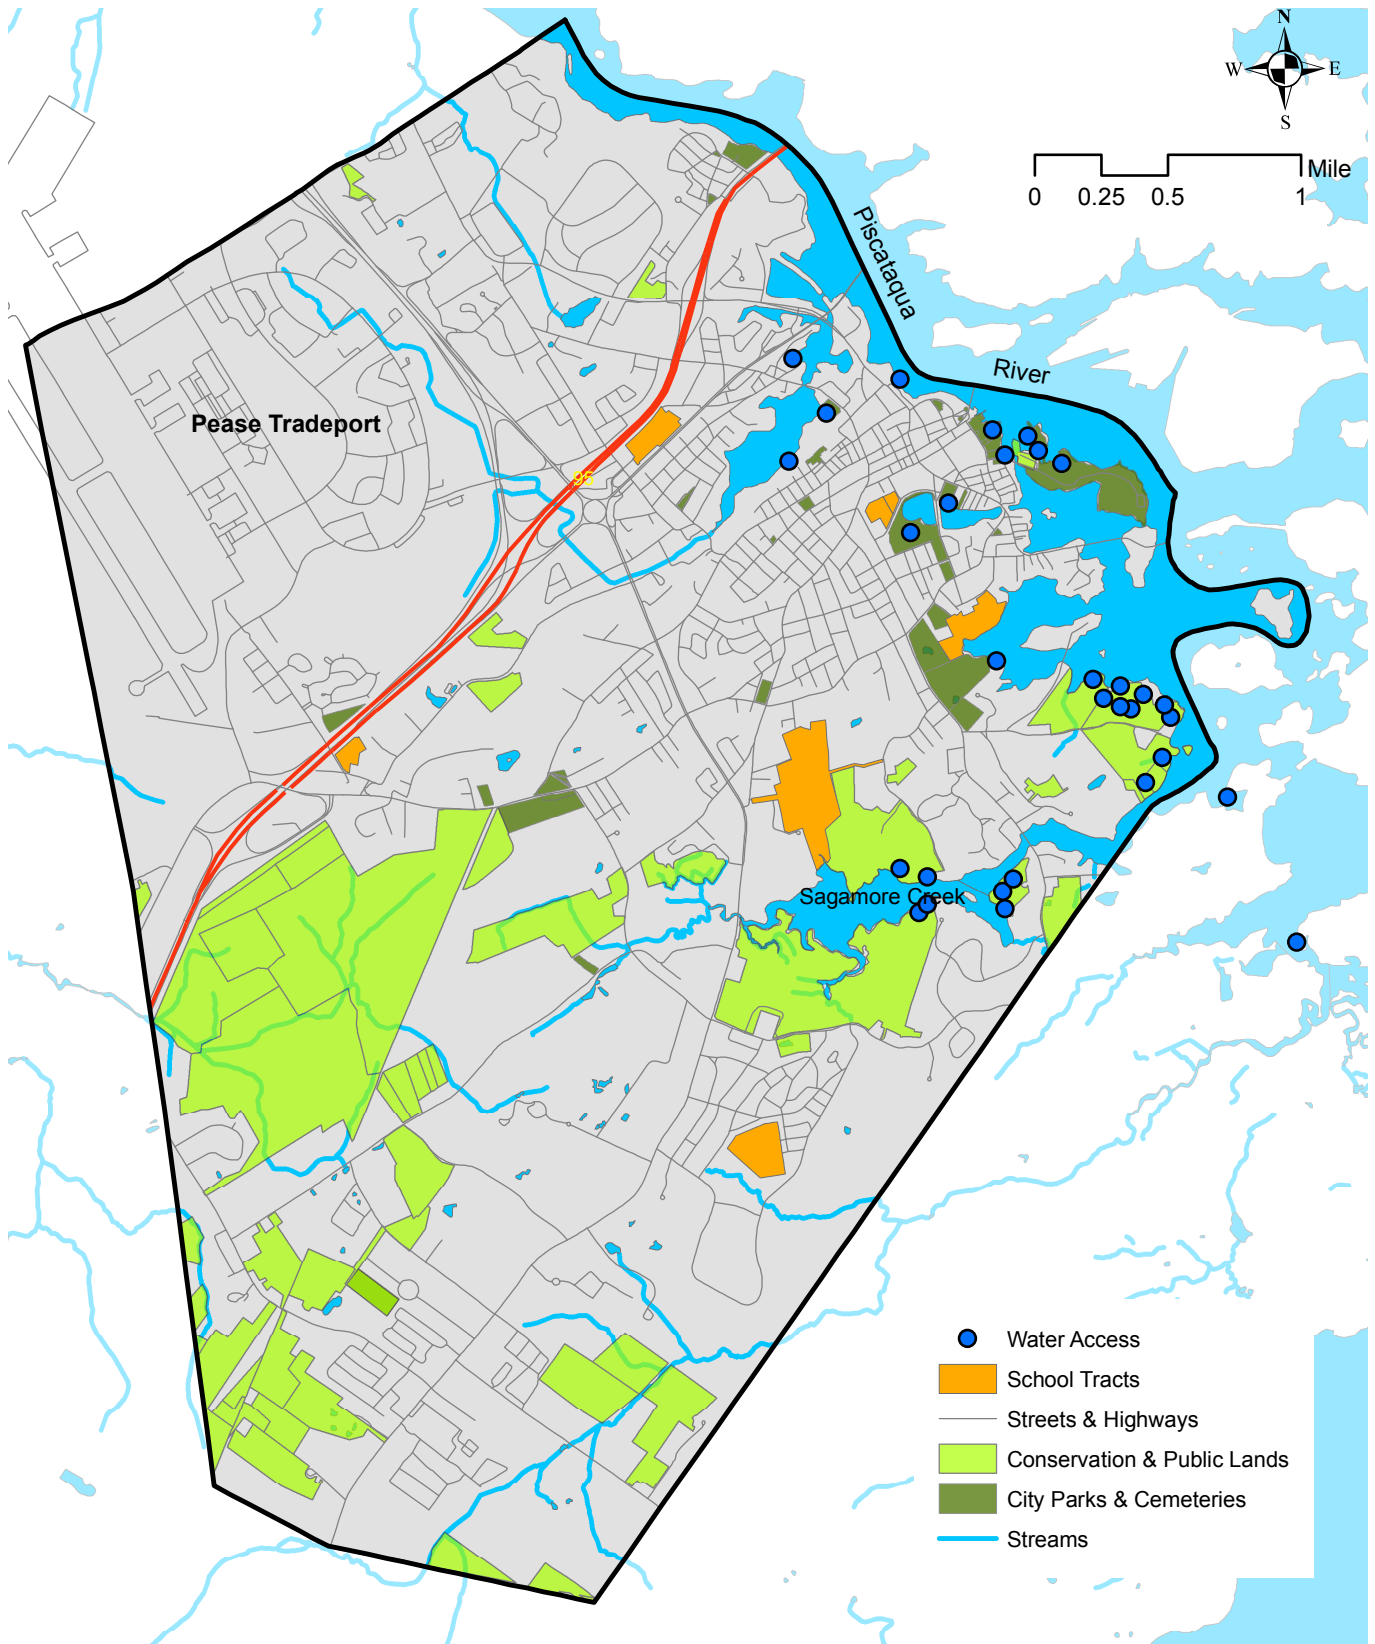 N
W
E
S
Mile
0
0.25
0.5
1
Piscataqua
River
Pease Tradeport
95
Sagamore Creek
Water Access
School Tracts
Streets & Highways
Conservation & Public Lands
City Parks & Cemeteries
Streams